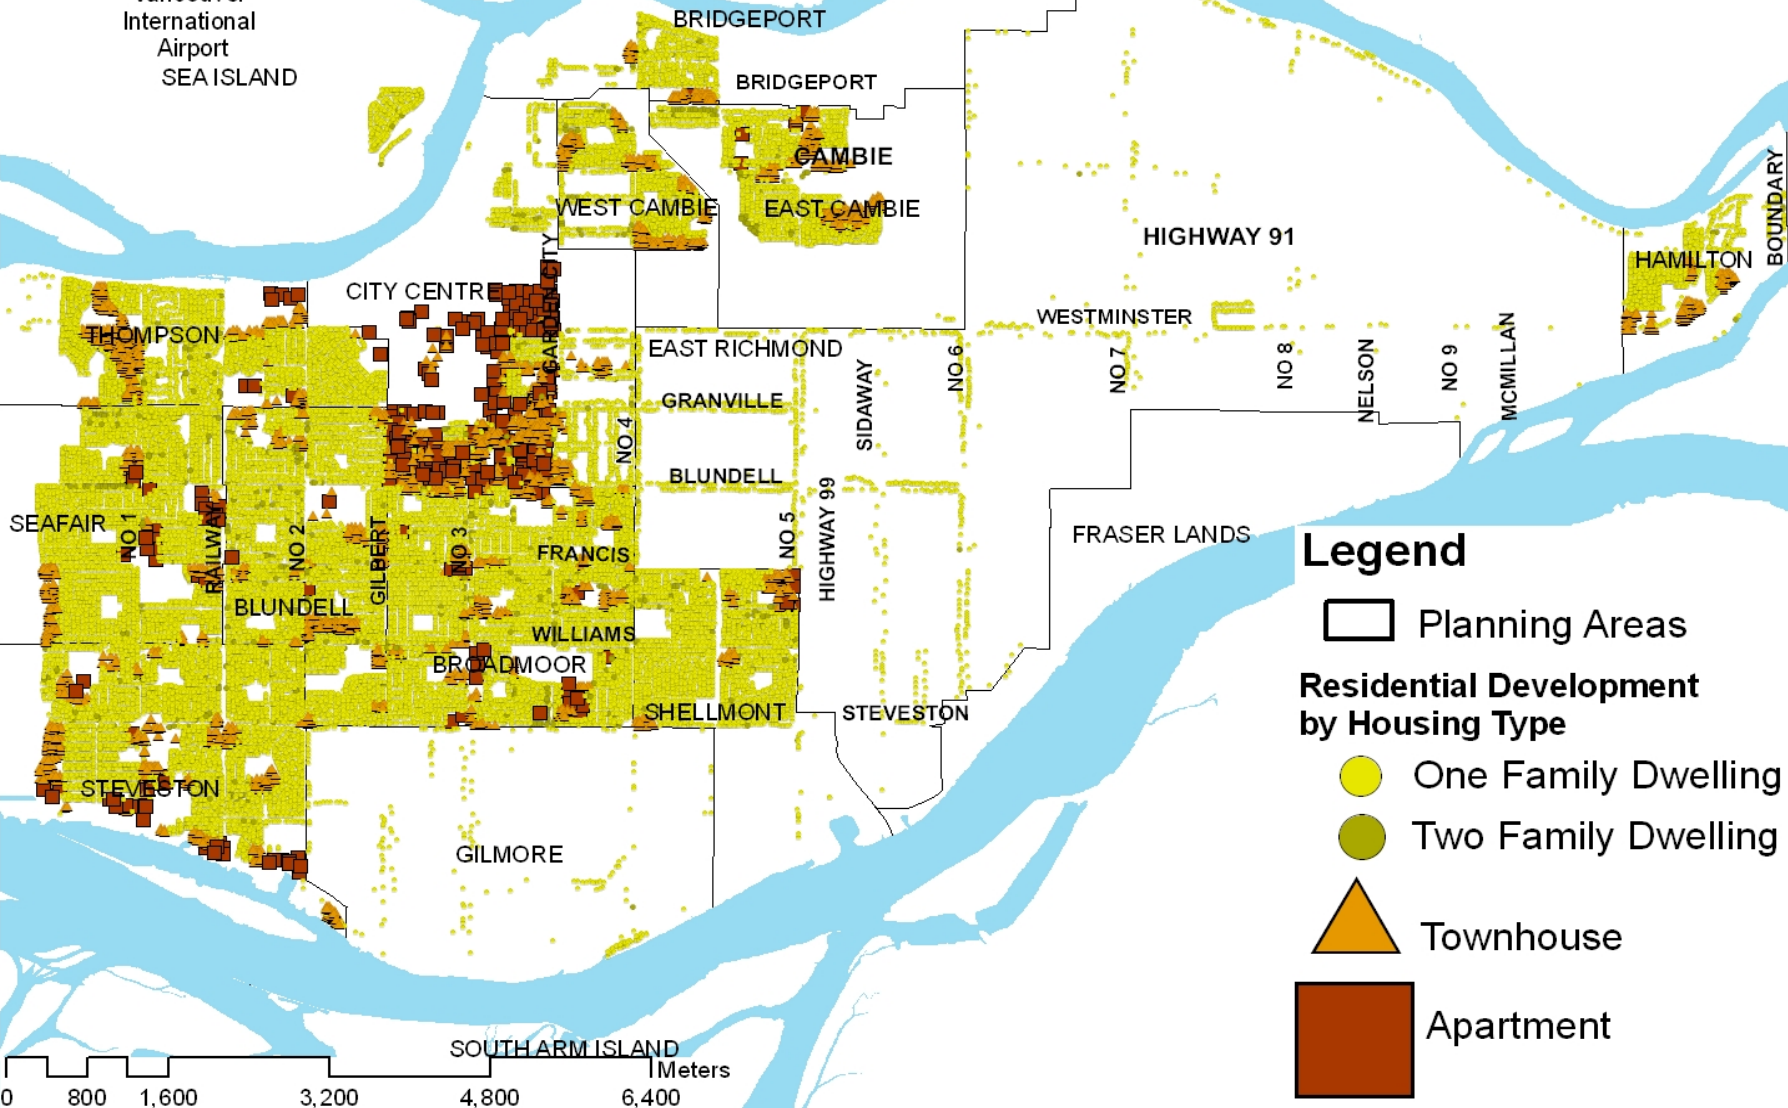 Vancouver
International
Airport
SEA ISLAND
BRIDGEPORT
BRIDGEPORT
CAMBIE
WEST CAMBIE
EAST CAMBIE
HIGHWAY 91
BOUNDARY
HAMILTON
CITY CENTRE
GARDEN CITY
THOMPSON
WESTMINSTER
EAST RICHMOND
GRANVILLE
SIDAWAY
NO 6
NO 7
NO 8
NELSON
NO 9
MCMILLAN
NO 4
BLUNDELL
SEAFAIR
NO 1
RAILWAY
NO 2
GILBERT
NO 3
FRANCIS
NO 5
HIGHWAY 99
FRASER LANDS
BLUNDELL
WILLIAMS
BROADMOOR
SHELLMONT
STEVESTON
STEVESTON
GILMORE
SOUTH ARM ISLAND
Meters
0 800 1,600 3,200 4,800 6,400
Legend
Planning Areas
Residential Development
by Housing Type
One Family Dwelling
Two Family Dwelling
Townhouse
Apartment